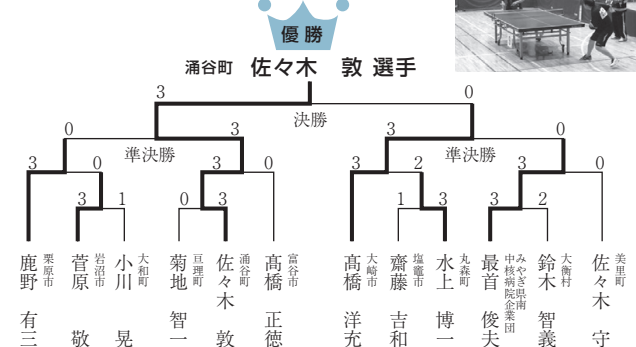 優勝
涌谷町 佐々木 敦 選手
3 0
決勝
0 3 3 0
準決勝 準決勝
3 0 3 0 3 2 3 0
3 1 0 3 1 3 3 2
栗原市
鹿野 有三
岩沼市
菅原 敬
大和町
小川 晃
亘理町
菊地 智一
涌谷町
佐々木 敦
富谷市
髙橋 正徳
大崎市
髙橋 洋充
塩竈市
齋藤 吉和
丸森町
水上 博一
みやぎ県南
中核病院企業団
最首 俊夫
大衡村
鈴木 智義
美里町
佐々木 守